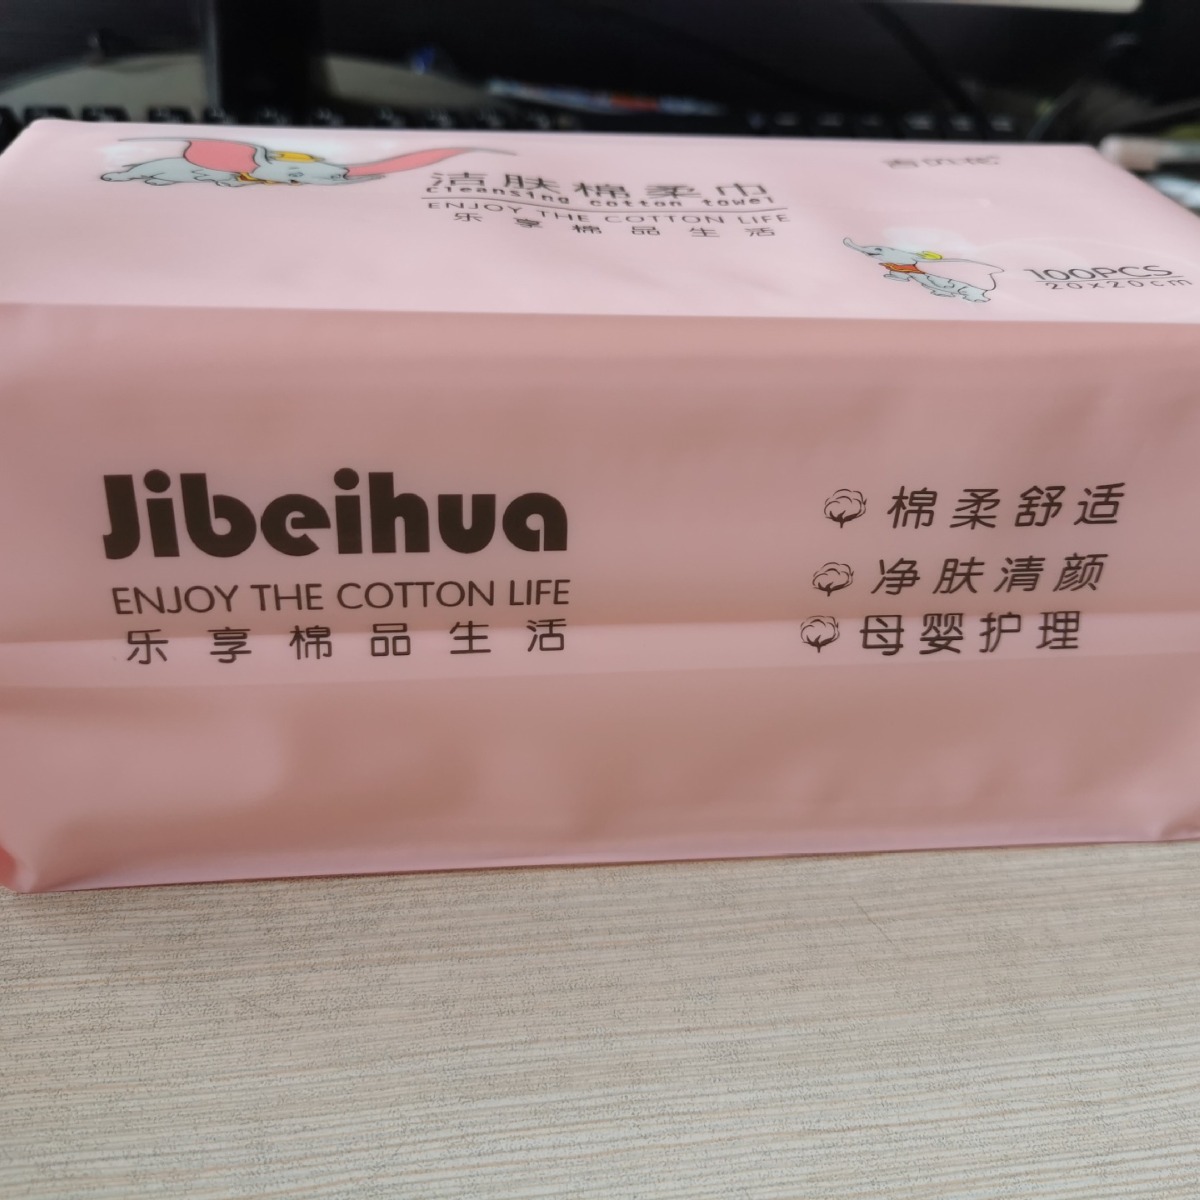 洁肤棉柔巾
cleansing cotton towel
ENJOY THE COTTON LIFE
乐享棉品生活
100PCS
20x20cm
Jibeihua
ENJOY THE COTTON LIFE
乐享棉品生活
棉柔舒适
净肤清颜
母婴护理